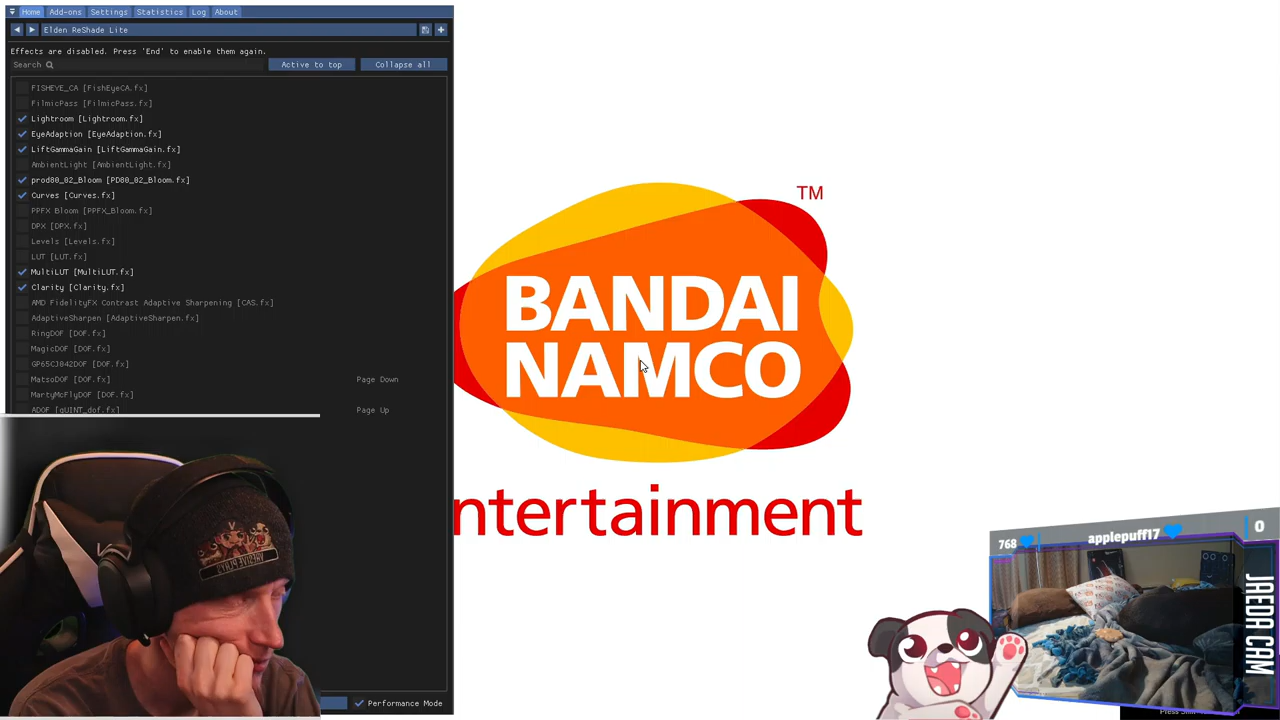 Home Add-ons Settings Statistics Log About
Elden ReShade Lite
Effects are disabled. Press 'End' to enable them again.
Search Active to top Collapse all
FISHEYE_CA [FishEyeCA.fx]
FilmicPass [FilmicPass.fx]
Lightroom [Lightroom.fx]
EyeAdaption [EyeAdaption.fx]
LiftGammaGain [LiftGammaGain.fx]
AmbientLight [AmbientLight.fx]
prod80_02_Bloom [PD80_02_Bloom.fx]
Curves [Curves.fx]
PPFX Bloom [PPFX_Bloom.fx]
DPX [DPX.fx]
Levels [Levels.fx]
LUT [LUT.fx]
MultiLUT [MultiLUT.fx]
Clarity [Clarity.fx]
AMD FidelityFX Contrast Adaptive Sharpening [CAS.fx]
AdaptiveSharpen [AdaptiveSharpen.fx]
RingDOF [DOF.fx]
MagicDOF [DOF.fx]
GP65CJ042DOF [DOF.fx]
MatsoDOF [DOF.fx] Page Down
MartyMcFlyDOF [DOF.fx]
ADOF [qUINT_dof.fx] Page Up
Performance Mode
TM
BANDAI
NAMCO
ntertainment
768 applepuff17 0
JAEDA CAM